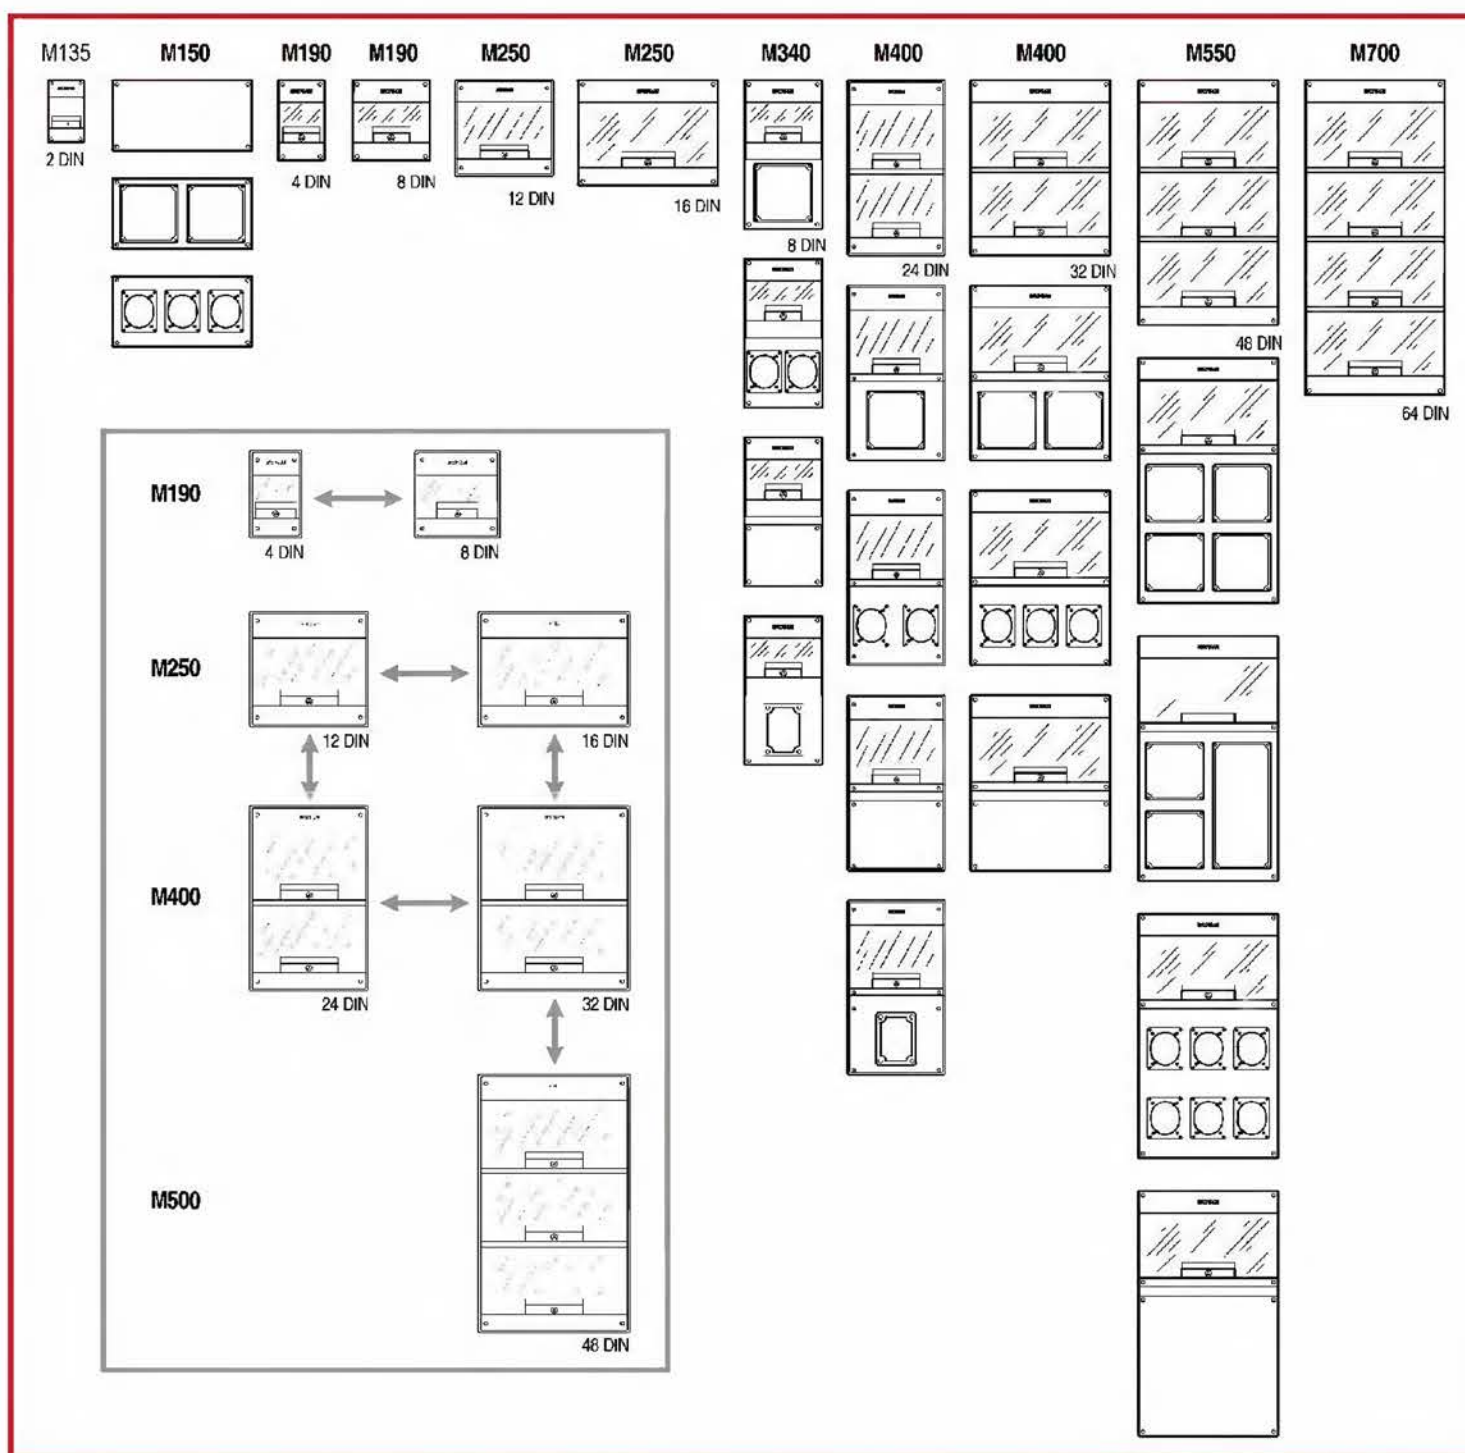 M135 M150 M190 M190 M250 M250 M340 M400 M400 M550 M700
2 DIN
4 DIN
8 DIN
12 DIN
16 DIN
8 DIN
24 DIN
32 DIN
48 DIN
64 DIN
M190
4 DIN
8 DIN
M250
12 DIN
16 DIN
M400
24 DIN
32 DIN
M500
48 DIN